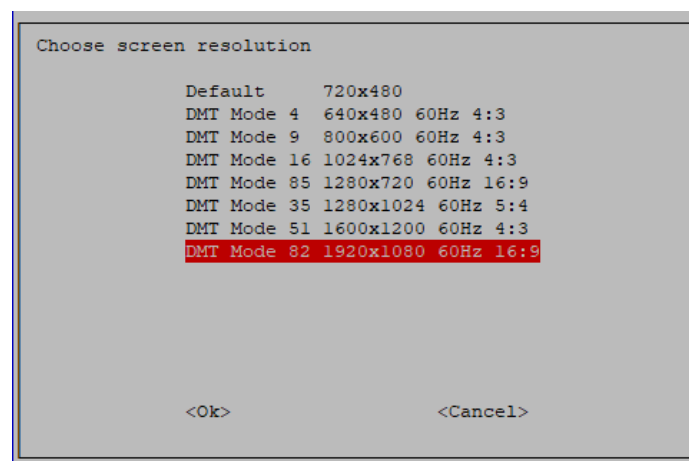 Choose screen resolution
Default 720x480
DMT Mode 4 640x480 60Hz 4:3
DMT Mode 9 800x600 60Hz 4:3
DMT Mode 16 1024x768 60Hz 4:3
DMT Mode 85 1280x720 60Hz 16:9
DMT Mode 35 1280x1024 60Hz 5:4
DMT Mode 51 1600x1200 60Hz 4:3
DMT Mode 82 1920x1080 60Hz 16:9
<Ok> <Cancel>